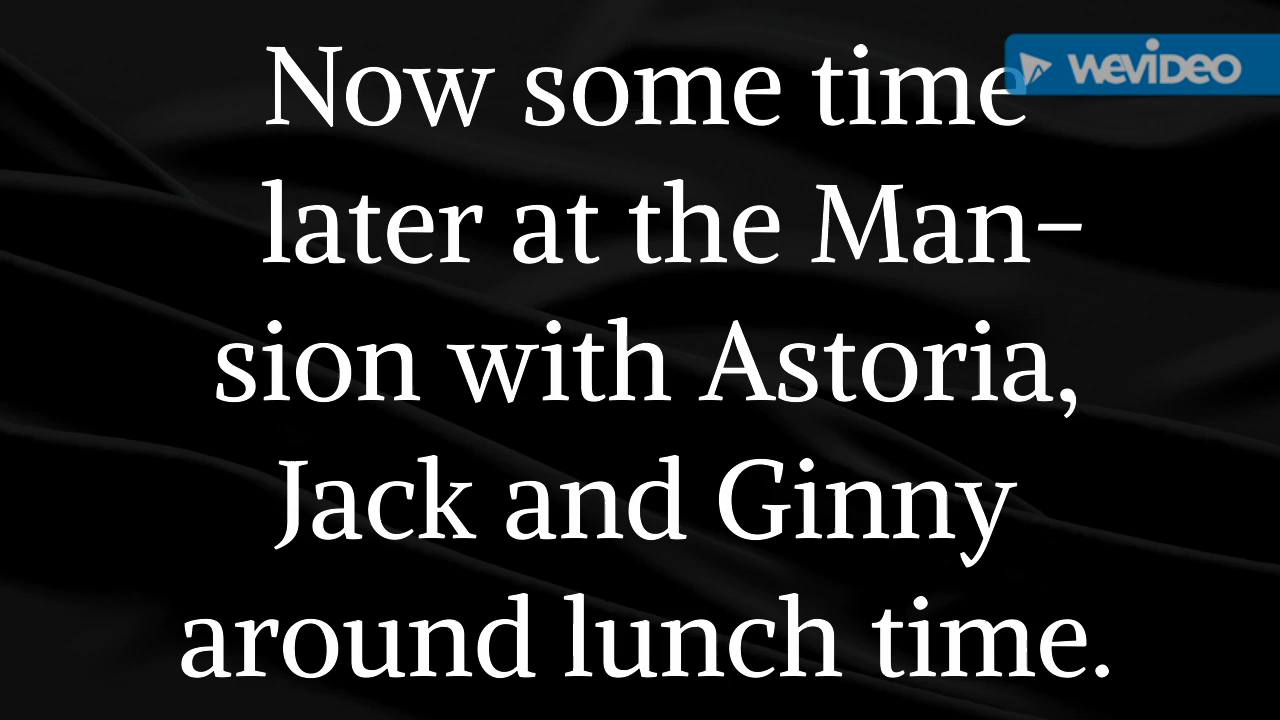 WEVIDEO
Now some time
later at the Man-
sion with Astoria,
Jack and Ginny
around lunch time.